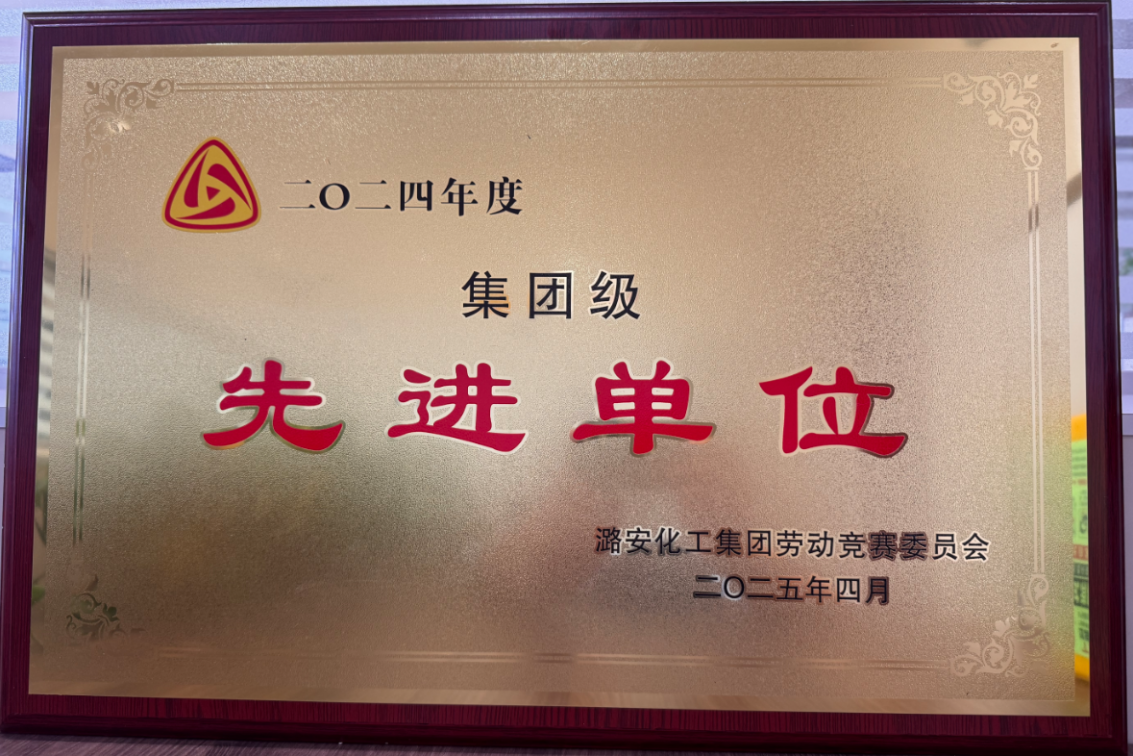 二〇二四年度
集团级
先进单位
潞安化工集团劳动竞赛委员会
二〇二五年四月